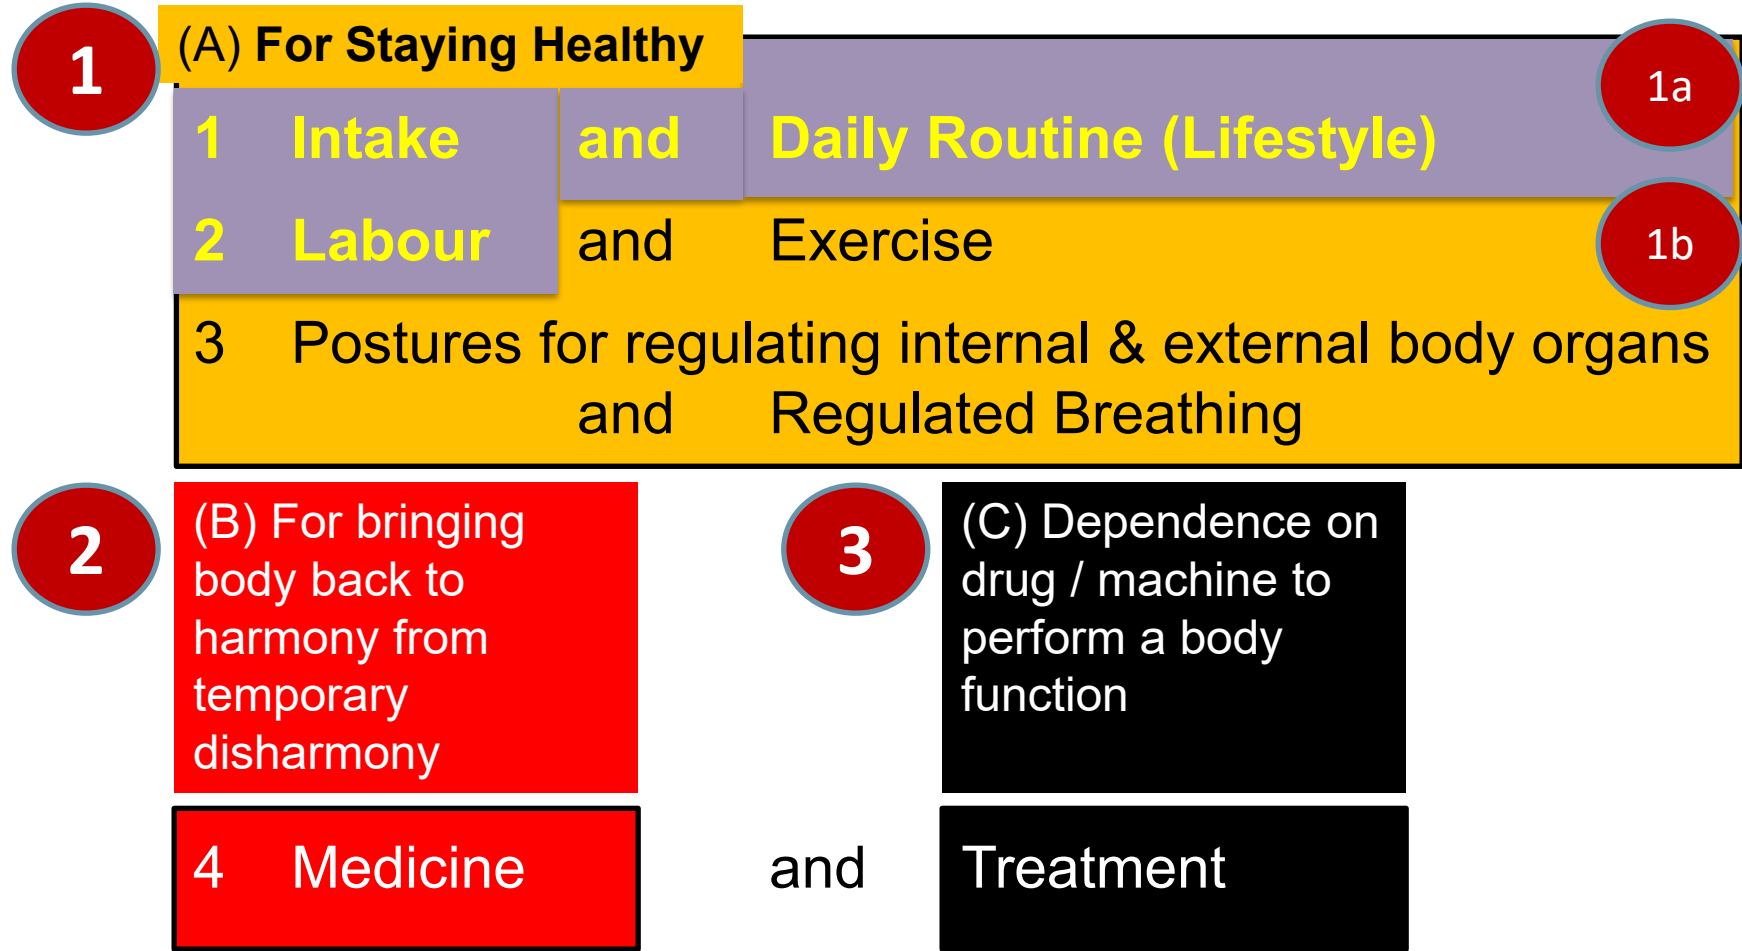 1
(A) For Staying Healthy
1a
1 Intake and Daily Routine (Lifestyle)
2 Labour and Exercise
1b
3 Postures for regulating internal & external body organs
and Regulated Breathing
2
(B) For bringing
body back to
harmony from
temporary
disharmony
3
(C) Dependence on
drug / machine to
perform a body
function
4 Medicine and Treatment